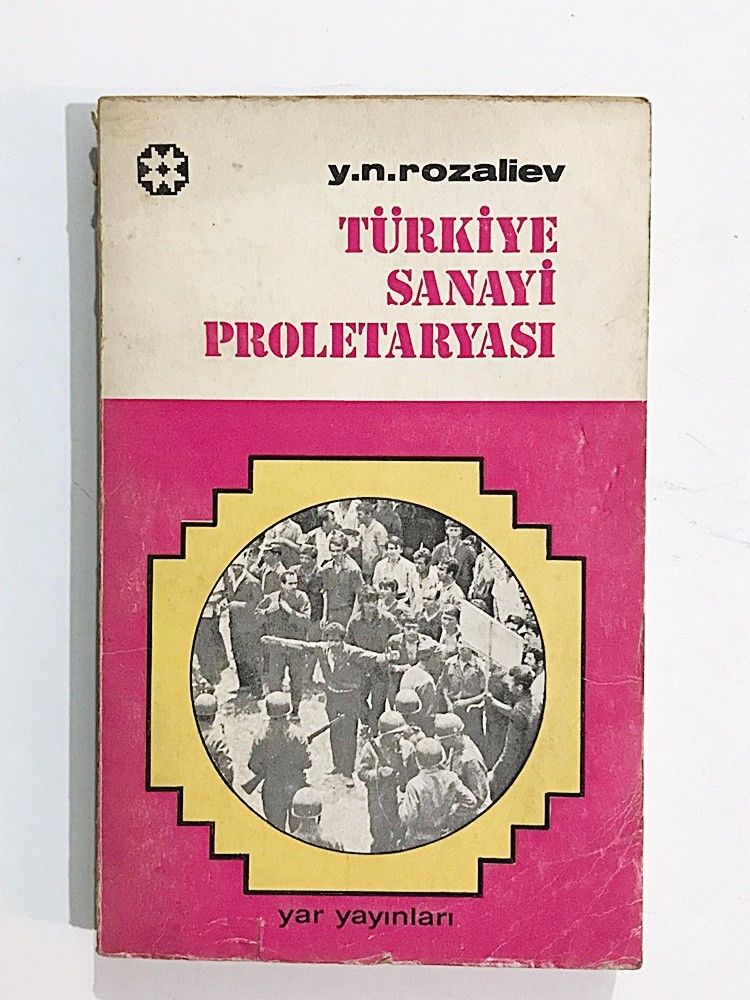 y.n.rozaliev
TÜRKİYE
SANAYİ
PROLETARYASI
yar yayınları